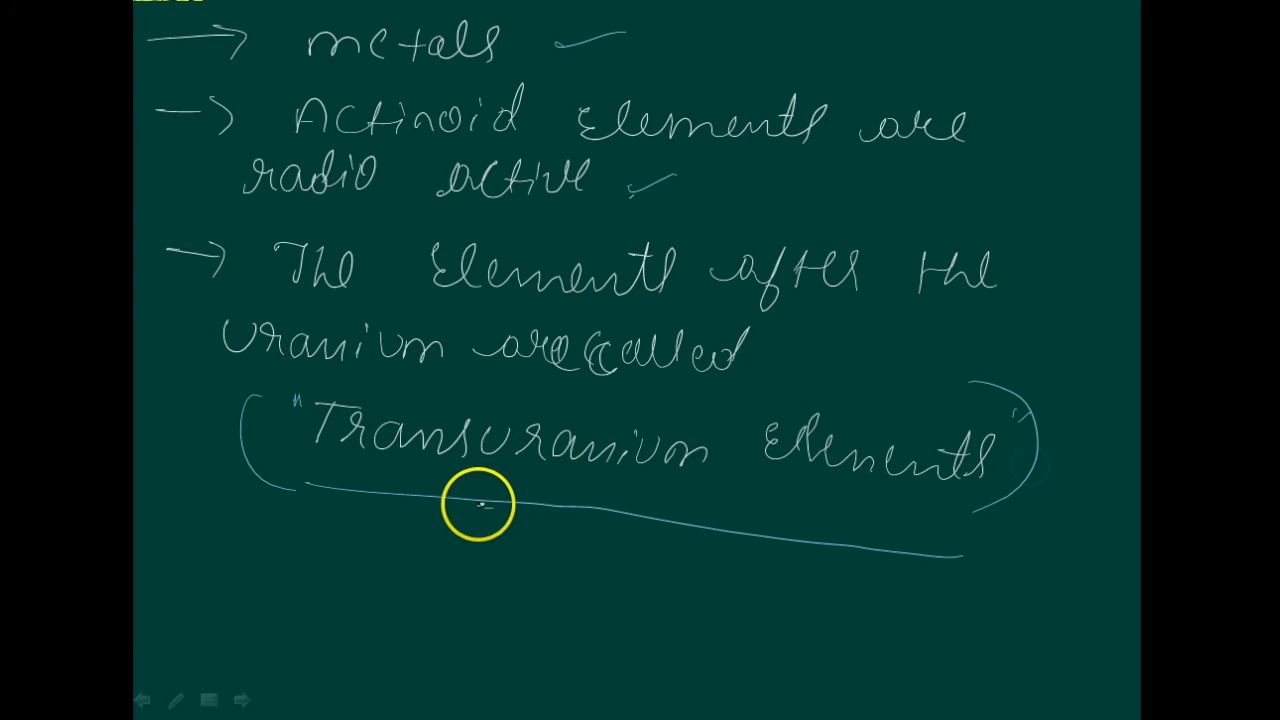 → metals
→ Actinoid Elements are
radio active
→ The Elements after the
uranium are called
"Transuranium Elements"